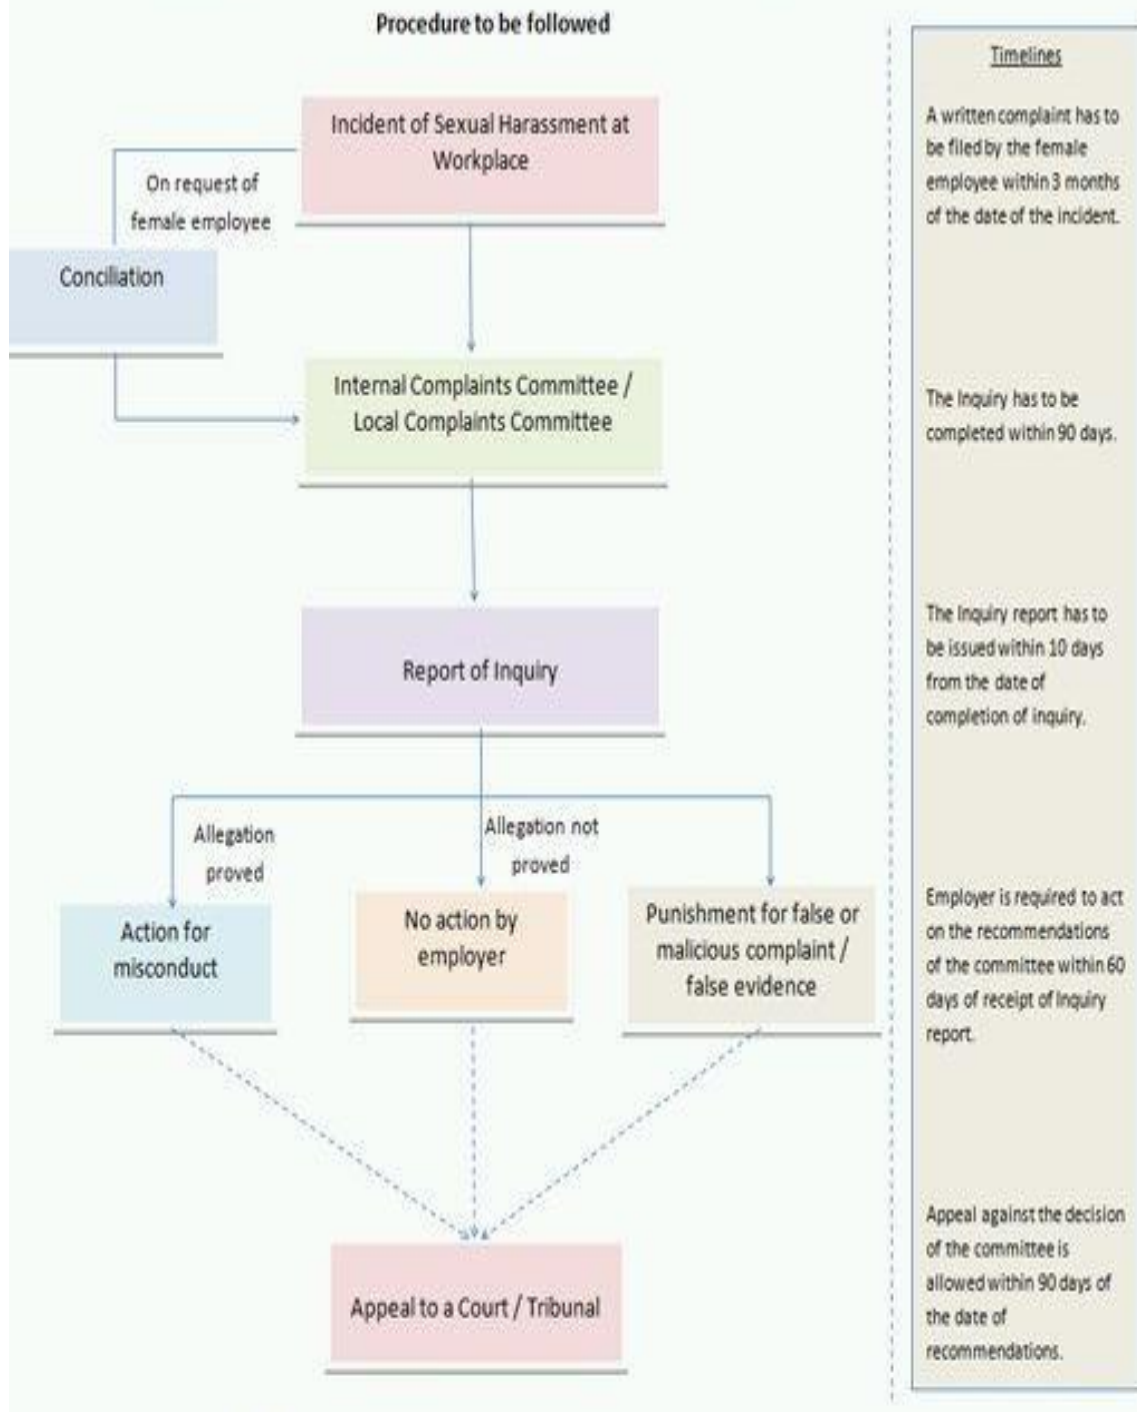 Procedure to be followed
Incident of Sexual Harassment at
Workplace
On request of
female employee
Conciliation
Internal Complaints Committee /
Local Complaints Committee
Report of Inquiry
Allegation
proved
Allegation not
proved
Action for
misconduct
No action by
employer
Punishment for false or
malicious complaint /
false evidence
Appeal to a Court / Tribunal
Timelines
A written complaint has to
be filed by the female
employee within 3 months
of the date of the incident.
The Inquiry has to be
completed within 90 days.
The Inquiry report has to
be issued within 10 days
from the date of
completion of inquiry.
Employer is required to act
on the recommendations
of the committee within 60
days of receipt of Inquiry
report.
Appeal against the decision
of the committee is
allowed within 90 days of
the date of
recommendations.